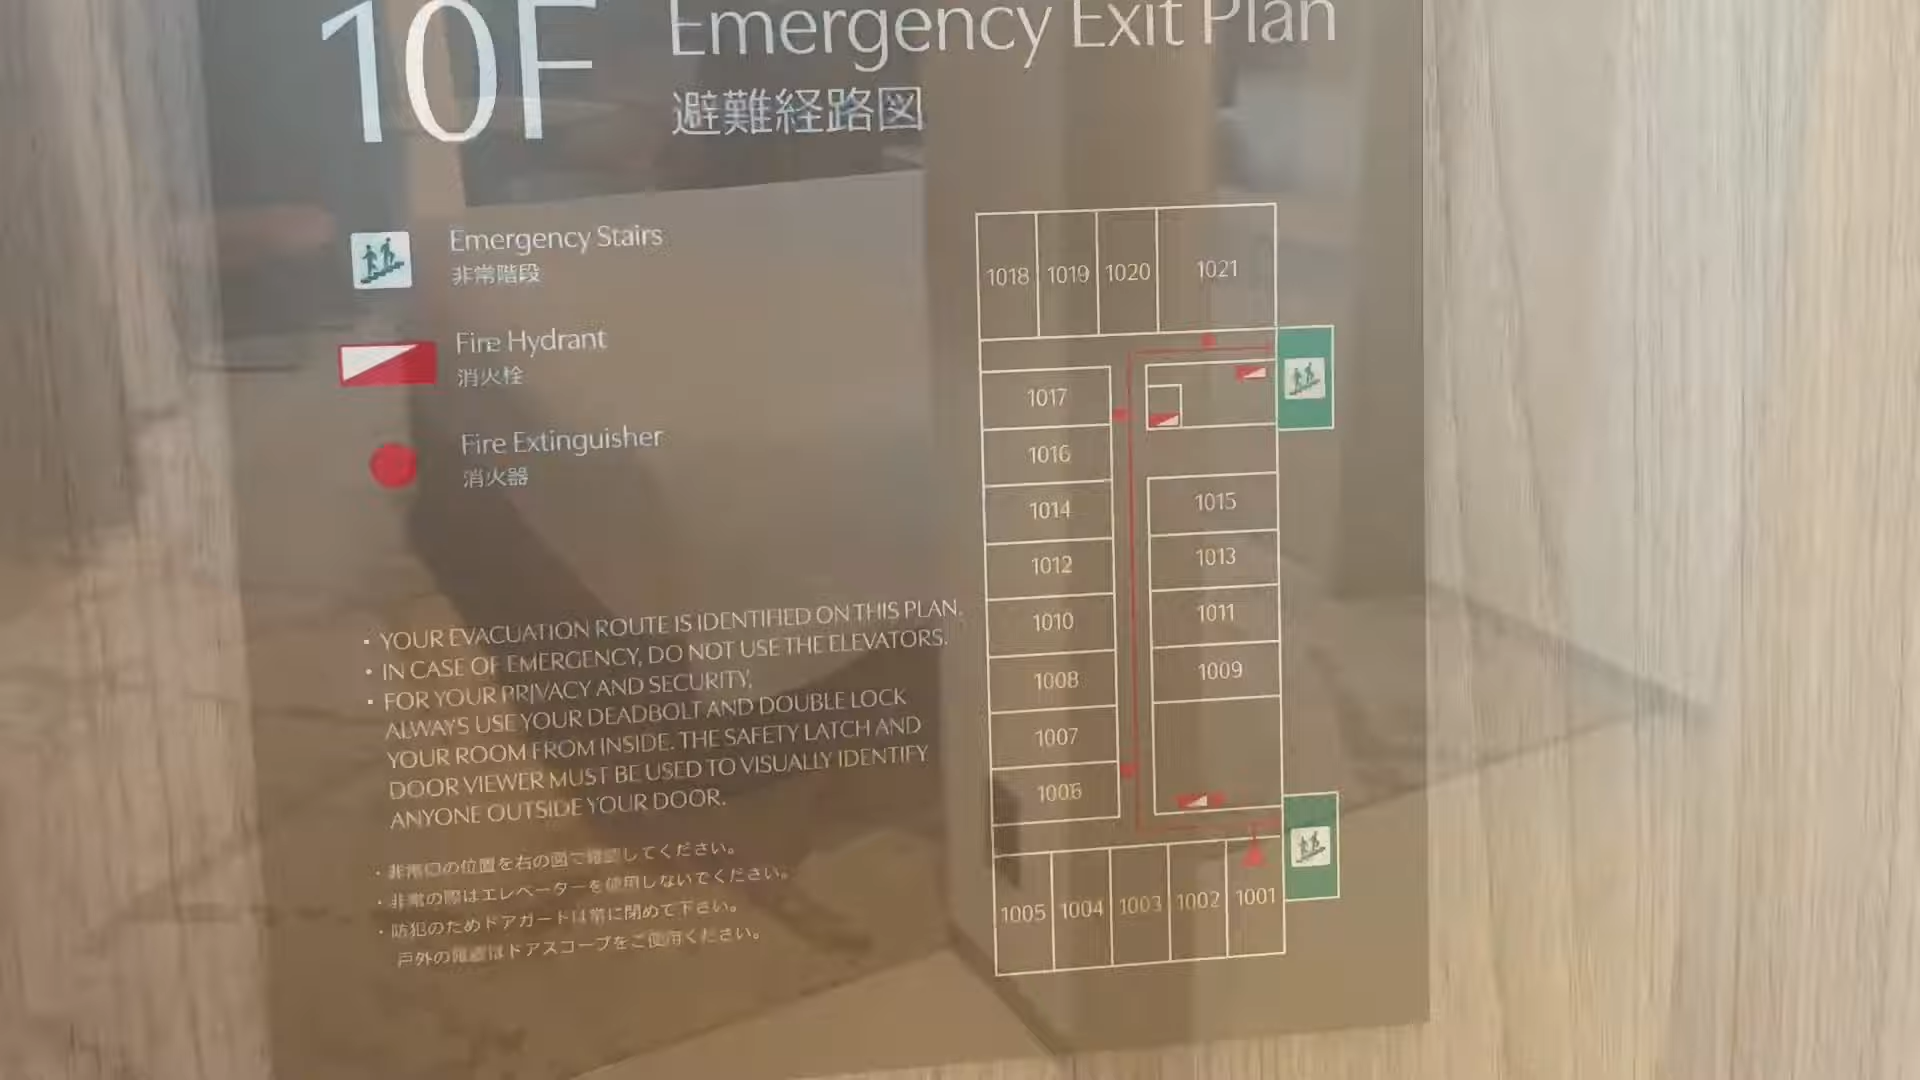 10F
Emergency Exit Plan
避難経路図
Emergency Stairs
非常階段
Fire Hydrant
消火栓
Fire Extinguisher
消火器
・YOUR EVACUATION ROUTE IS IDENTIFIED ON THIS PLAN.
・IN CASE OF EMERGENCY, DO NOT USE THE ELEVATORS.
・FOR YOUR PRIVACY AND SECURITY,
ALWAYS USE YOUR DEADBOLT AND DOUBLE LOCK
YOUR ROOM FROM INSIDE. THE SAFETY LATCH AND
DOOR VIEWER MUST BE USED TO VISUALLY IDENTIFY
ANYONE OUTSIDE YOUR DOOR.
・非常口の位置を右の図で確認してください。
・非常の際はエレベーターを使用しないでください。
・防犯のためドアガードは常に閉めて下さい。
戸外の確認はドアスコープをご使用ください。
1018 1019 1020 1021
1017
1016
1014
1012
1010
1008
1007
1006
1015
1013
1011
1009
1005 1004 1003 1002 1001